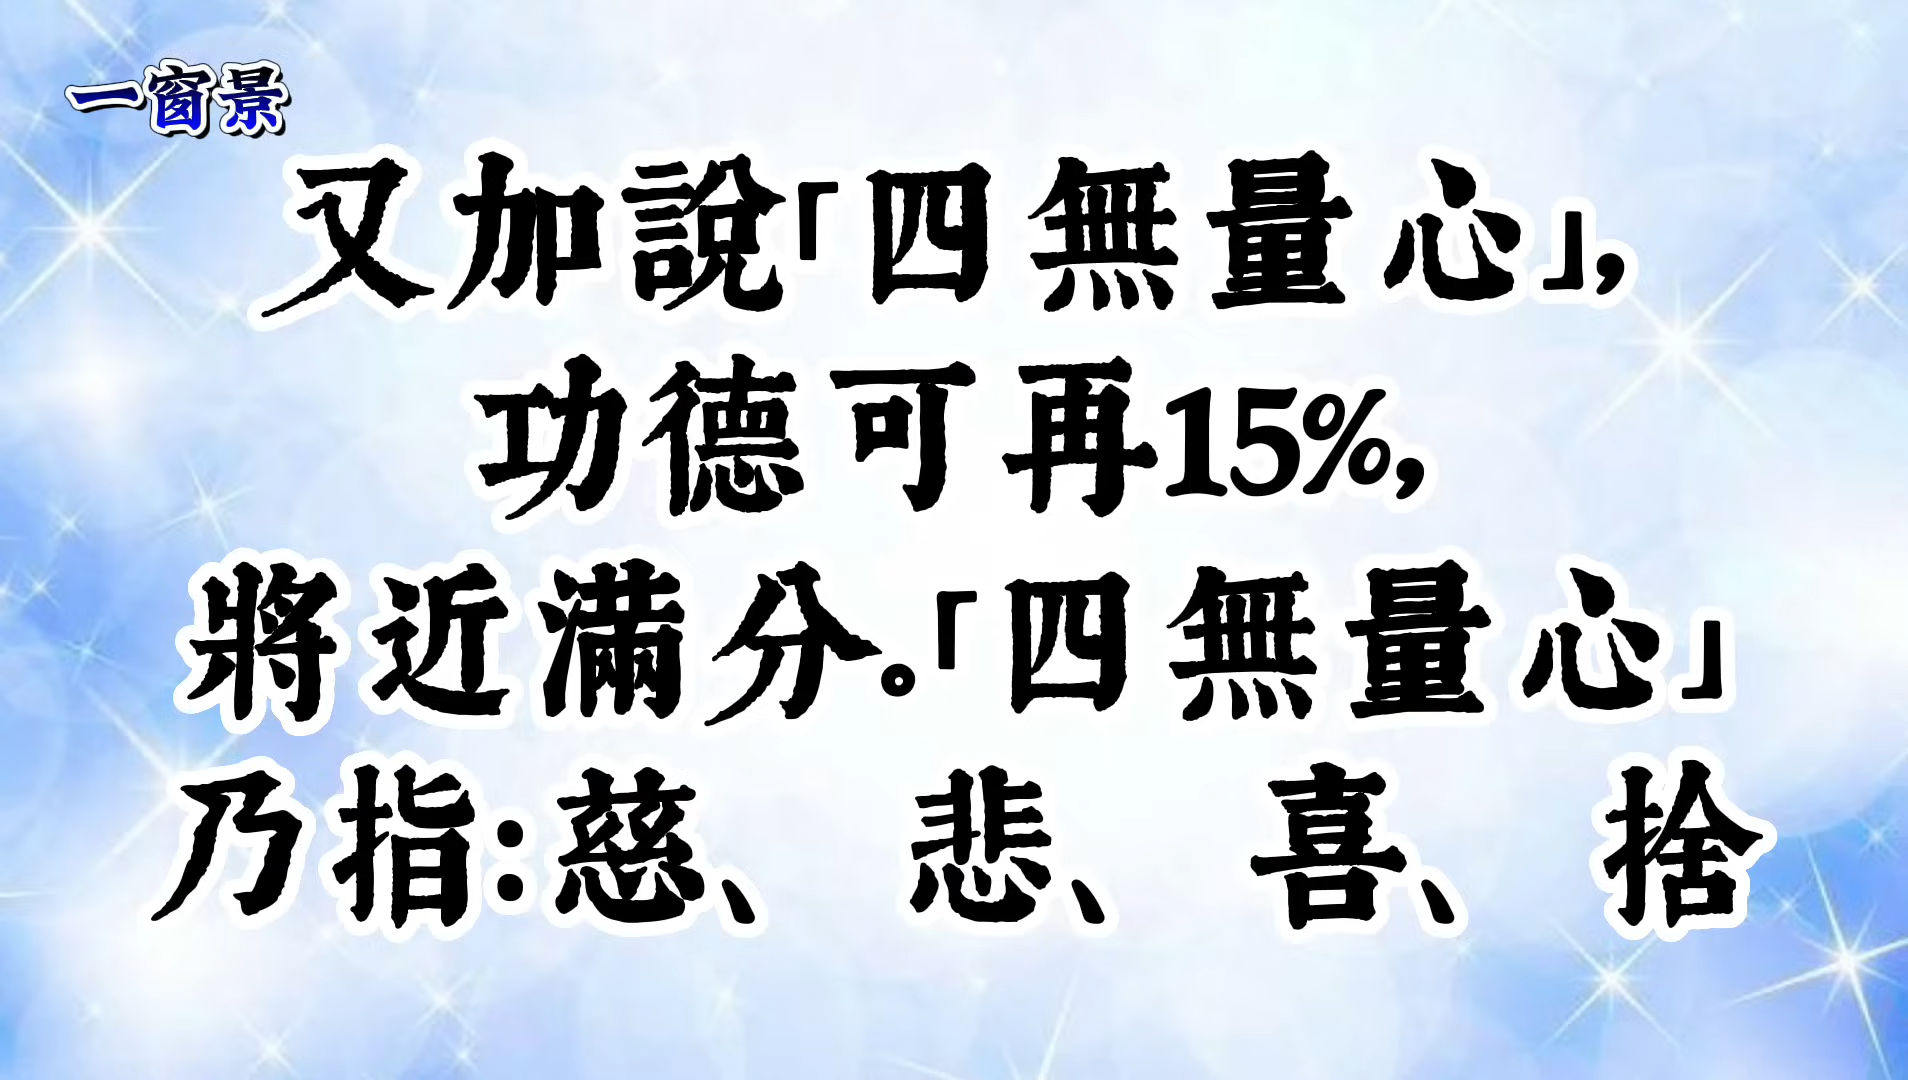 一窗景
又加說「四無量心」,
功德可再15%,
將近滿分。「四無量心」
乃指:慈、悲、喜、捨